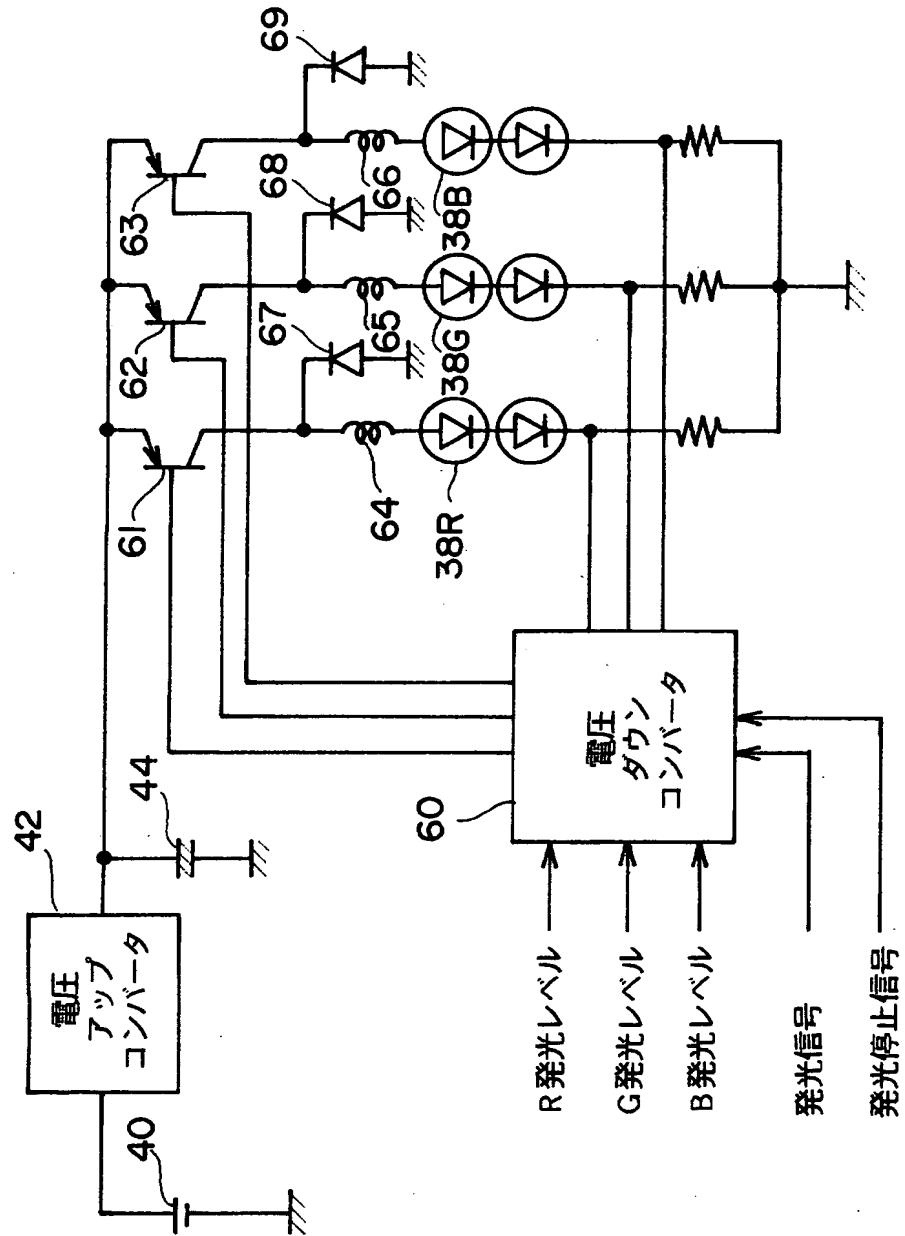 40
42
電圧
アップ
コンバータ
44
61
62
63
67
68
69
64
65
66
38R
38G
38B
60
電圧
ダウン
コンバータ
R発光レベル
G発光レベル
B発光レベル
発光信号
発光停止信号